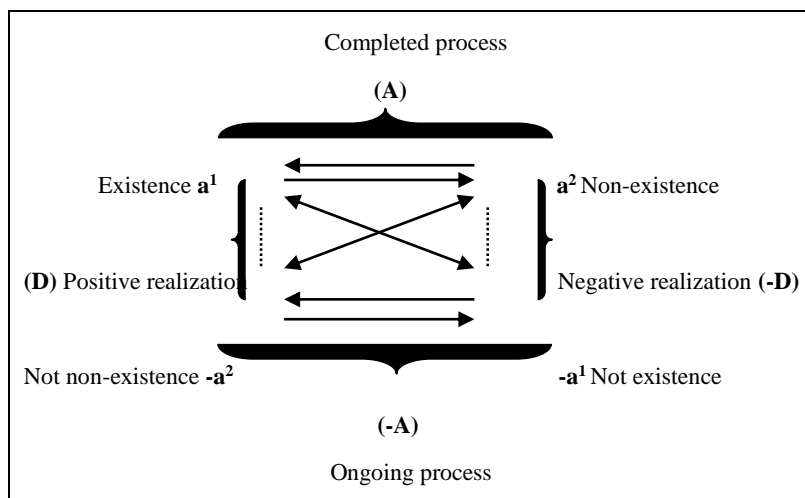 Completed process
(A)
Existence a¹ a² Non-existence
(D) Positive realization Negative realization (-D)
Not non-existence -a² -a¹ Not existence
(-A)
Ongoing process